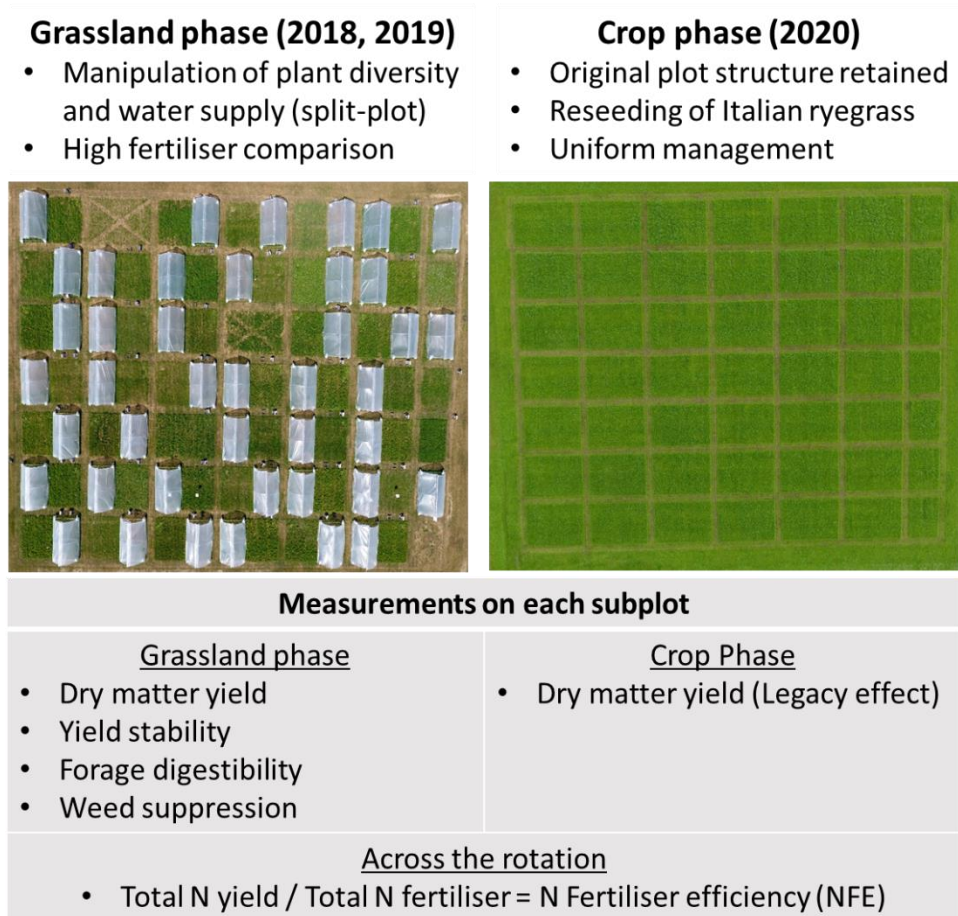 Grassland phase (2018, 2019)
• Manipulation of plant diversity
and water supply (split-plot)
• High fertiliser comparison
Crop phase (2020)
• Original plot structure retained
• Reseeding of Italian ryegrass
• Uniform management
Measurements on each subplot
Grassland phase
• Dry matter yield
• Yield stability
• Forage digestibility
• Weed suppression
Crop Phase
• Dry matter yield (Legacy effect)
Across the rotation
• Total N yield / Total N fertiliser = N Fertiliser efficiency (NFE)